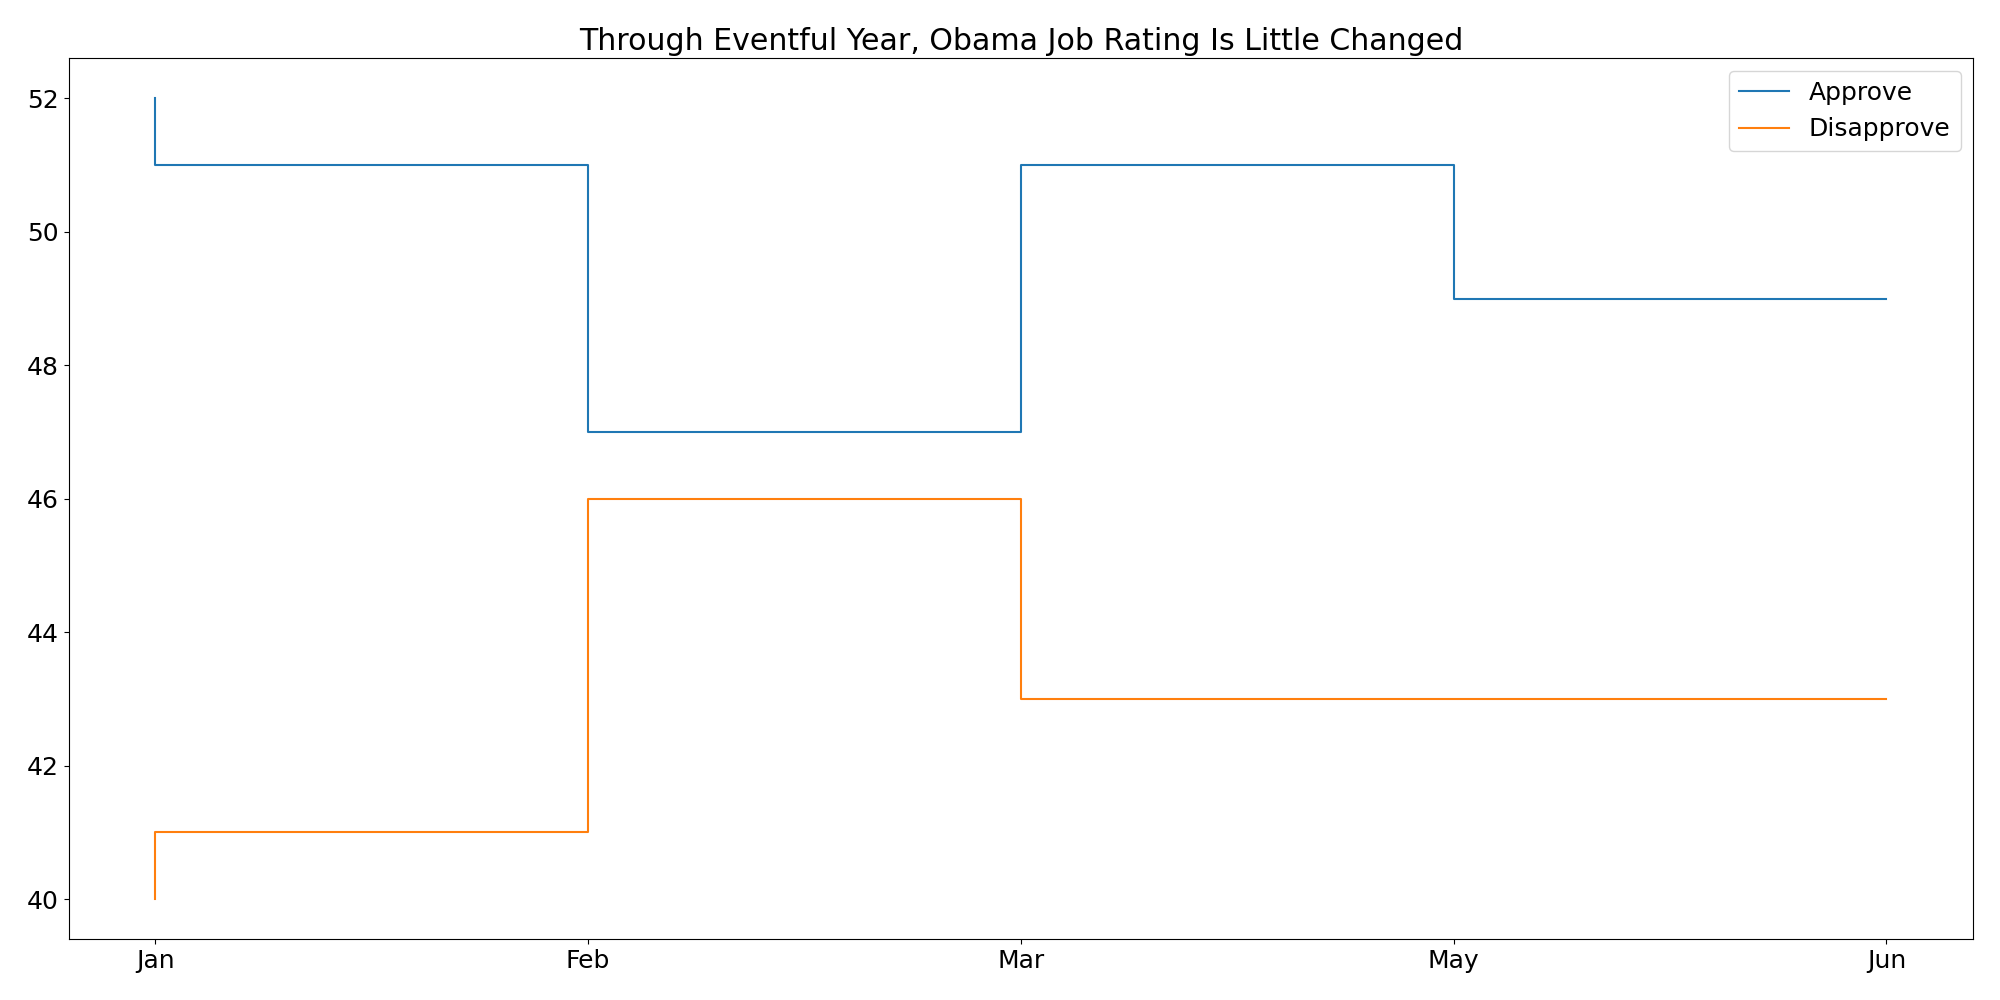 Through Eventful Year, Obama Job Rating Is Little Changed
Approve
Disapprove
52
50
48
46
44
42
40
Jan Feb Mar May Jun